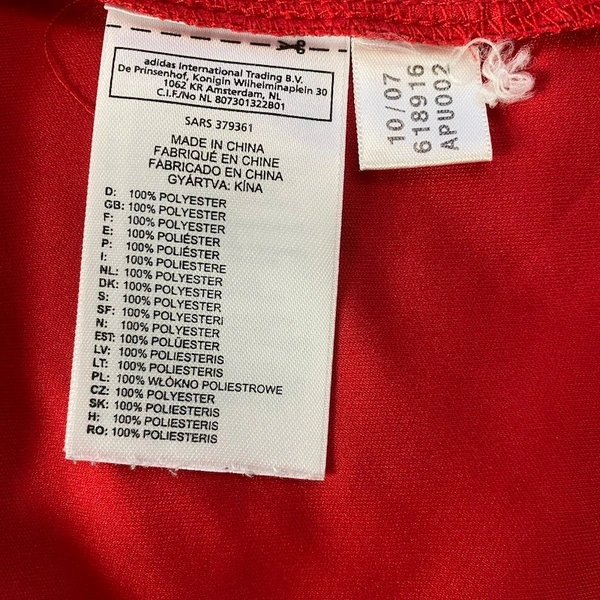 adidas International Trading B.V.
De Prinsenhof, Konigin Wilhelminaplein 30
1062 KR Amsterdam, NL
C.I.F./No NL 807301322B01
SARS 379361
MADE IN CHINA
FABRIQUÉ EN CHINE
FABRICADO EN CHINA
GYÁRTVA: KÍNA
D: 100% POLYESTER
GB: 100% POLYESTER
F: 100% POLYESTER
E: 100% POLIÉSTER
P: 100% POLIÉSTER
I: 100% POLIESTERE
NL: 100% POLYESTER
DK: 100% POLYESTER
S: 100% POLYESTER
SF: 100% POLYESTERI
N: 100% POLYESTER
EST: 100% POLÜESTER
LV: 100% POLIESTERIS
LT: 100% POLIESTERIS
PL: 100% WŁÓKNO POLIESTROWE
CZ: 100% POLYESTER
SK: 100% POLIESTERIS
H: 100% POLIESTERIS
RO: 100% POLIESTERIS
10/07
618916
APU002